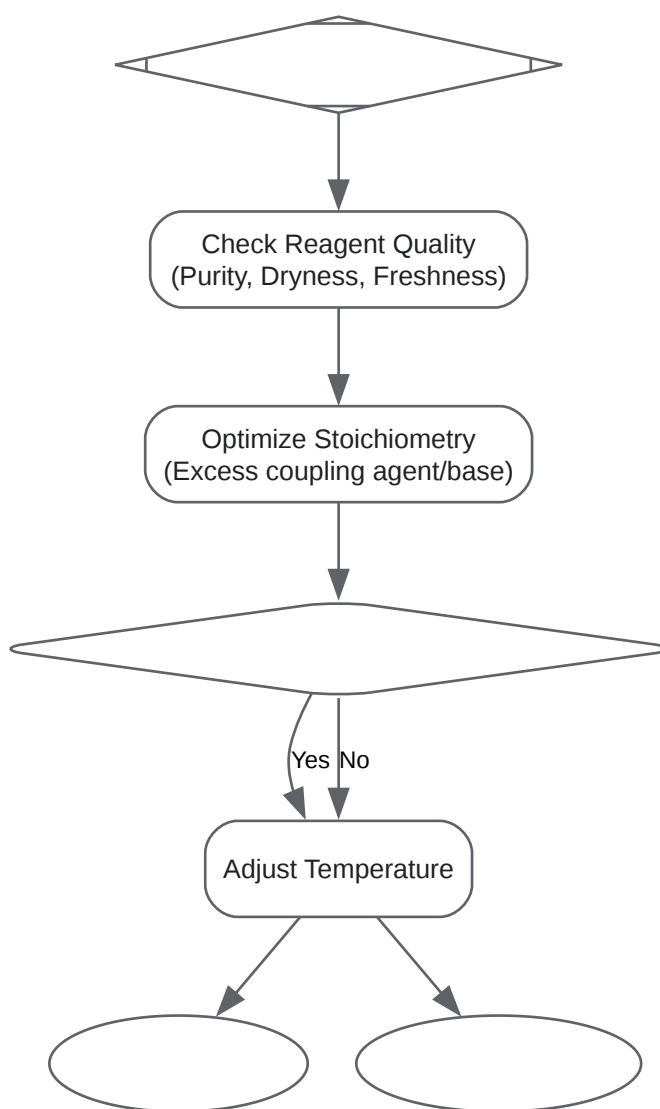 Check Reagent Quality
(Purity, Dryness, Freshness)
Optimize Stoichiometry
(Excess coupling agent/base)
Yes
No
Adjust Temperature